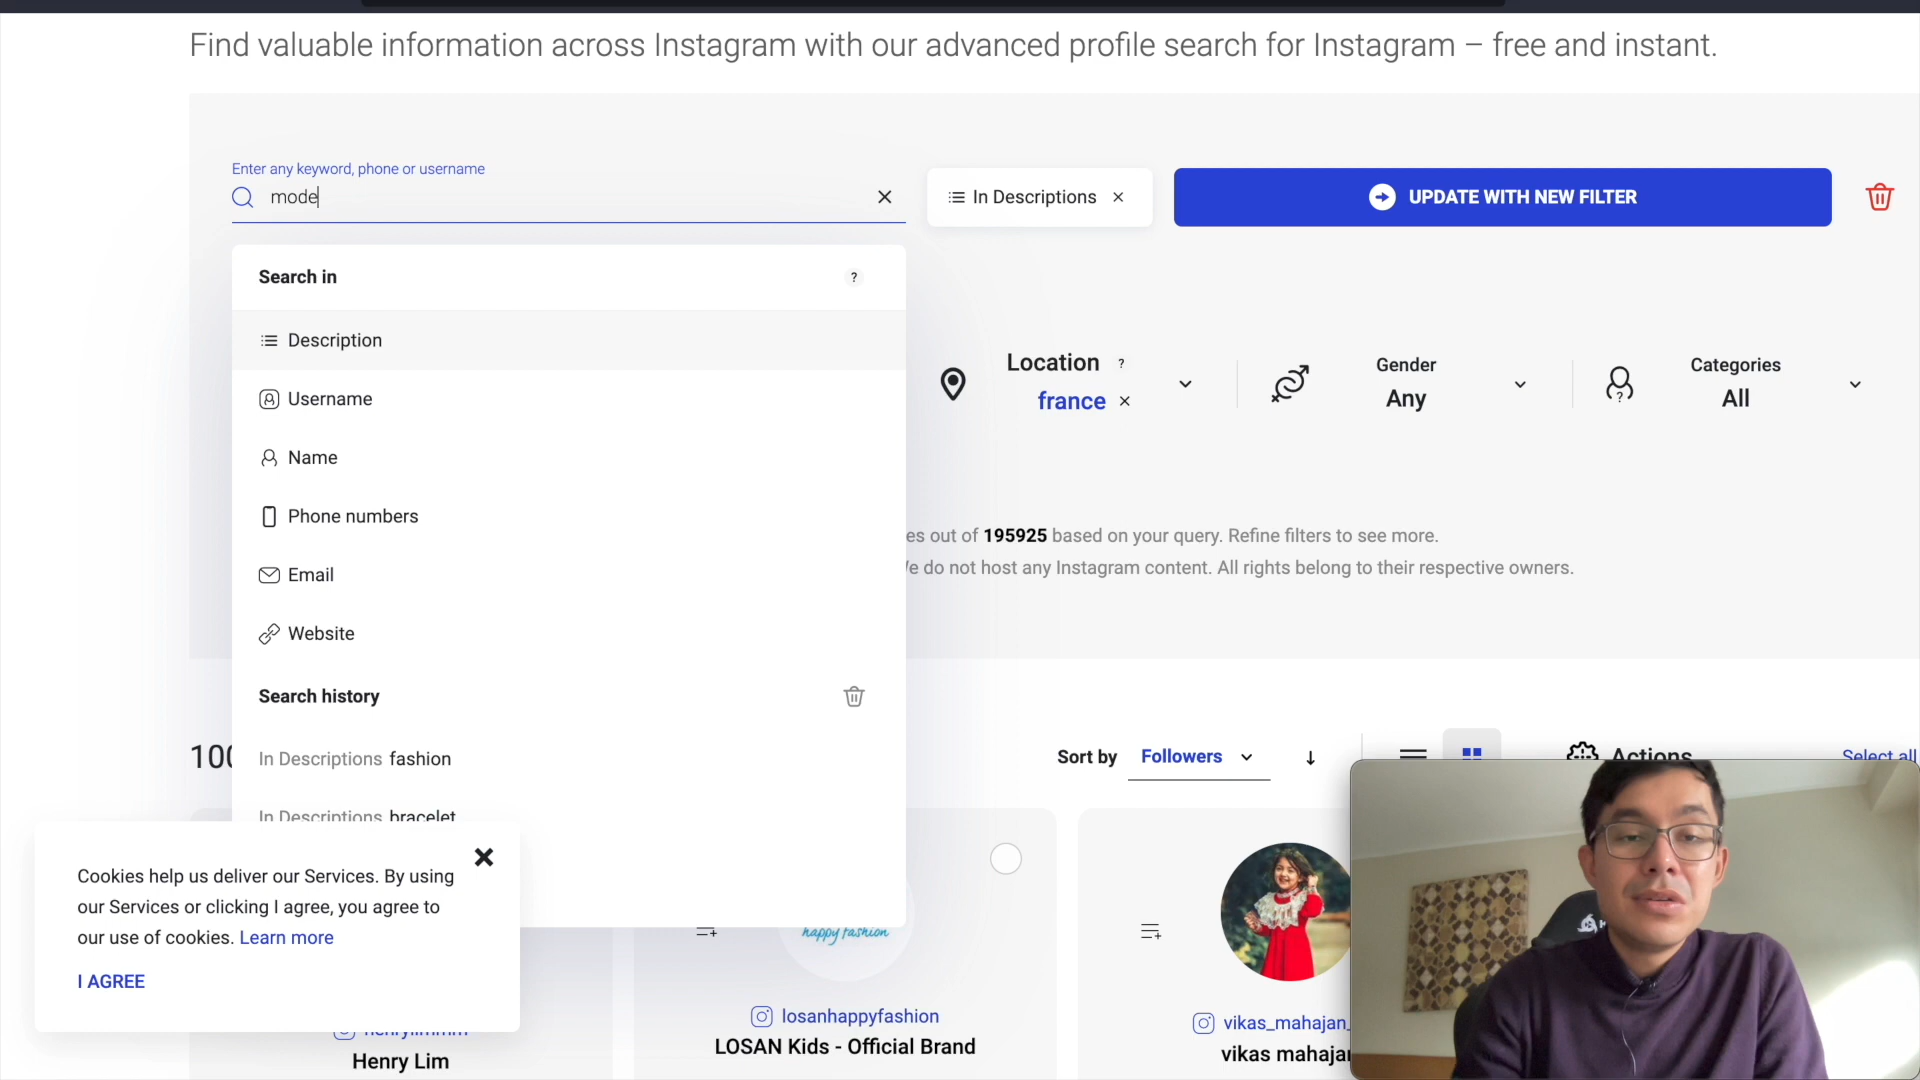 Find valuable information across Instagram with our advanced profile search for Instagram – free and instant.
Enter any keyword, phone or username
mode
In Descriptions
UPDATE WITH NEW FILTER
Search in
?
Description
Username
Name
Phone numbers
Email
Website
Search history
In Descriptions fashion
In Descriptions bracelet
Location ?
france
Gender
Any
Categories
All
es out of 195925 based on your query. Refine filters to see more.
e do not host any Instagram content. All rights belong to their respective owners.
100
Sort by Followers
Actions
Select all
Cookies help us deliver our Services. By using
our Services or clicking I agree, you agree to
our use of cookies. Learn more
I AGREE
happy fashion
Henry Lim
losanhappyfashion
LOSAN Kids - Official Brand
vikas_mahajan_
vikas mahaja